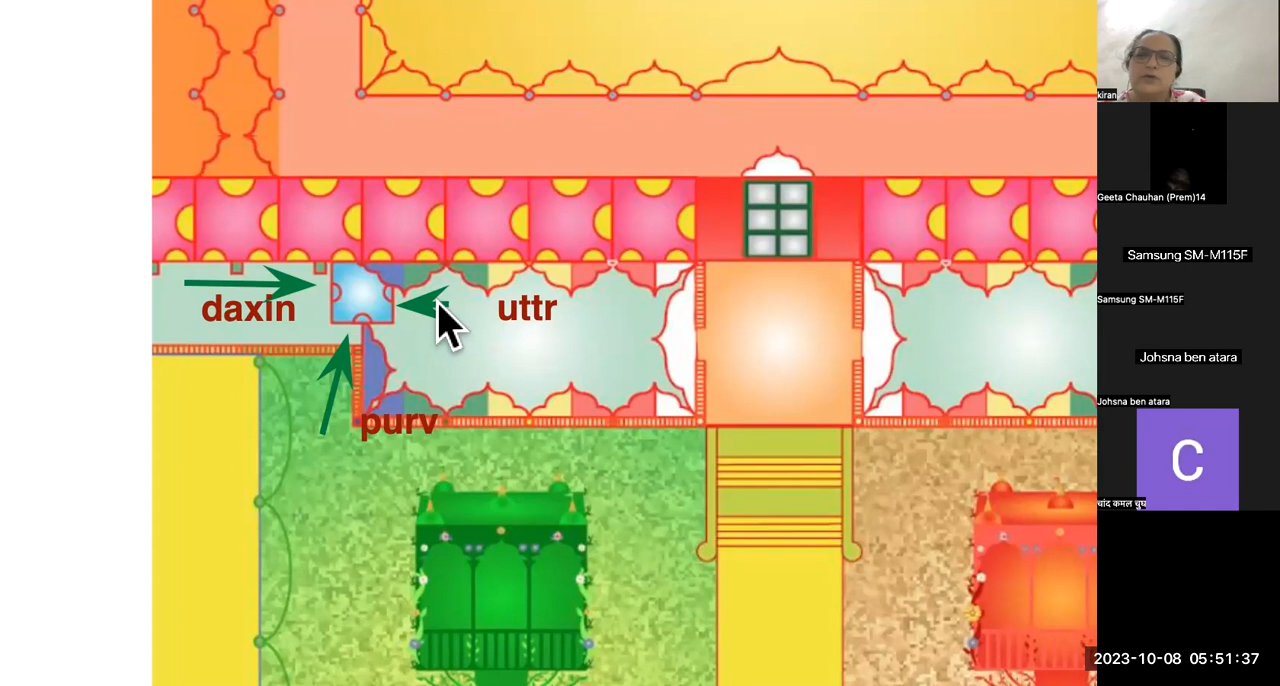 daxin
uttr
purv
kiran
Geeta Chauhan (Prem)14
Samsung SM-M115F
Samsung SM-M115F
Johsna ben atara
Johsna ben atara
C
चांद कमल चुघ
2023-10-08 05:51:37